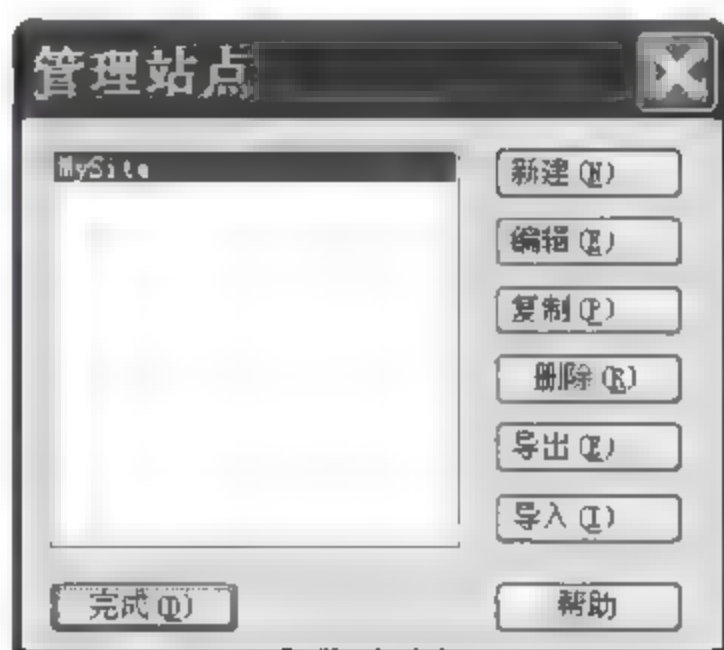 管理站点
MySite
新建(N)
编辑(E)
复制(P)
删除(R)
导出(E)
导入(I)
完成(D)
帮助